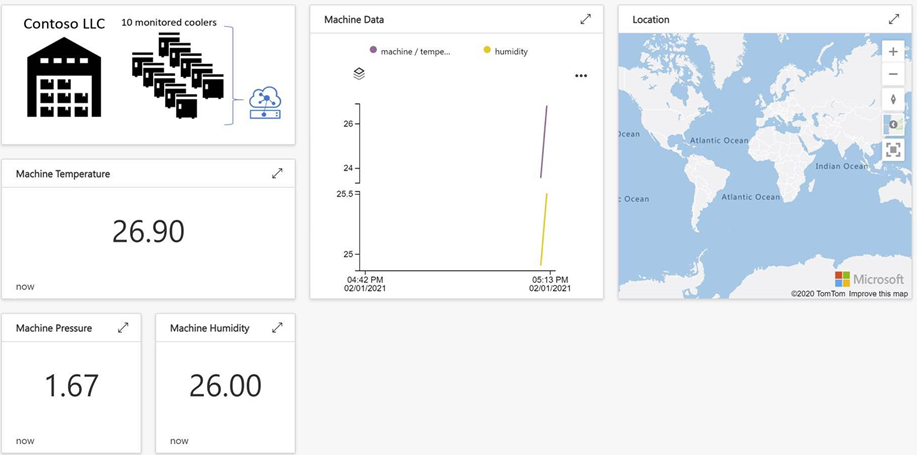 Contoso LLC
10 monitored coolers
Machine Temperature
26.90
now
Machine Pressure
1.67
now
Machine Humidity
26.00
now
Machine Data
machine / tempe...
humidity
26
24
25.5
25
04:42 PM
02/01/2021
05:13 PM
02/01/2021
Location
Ocean
Atlantic Ocean
Indian Ocean
c Ocean
Atlantic Ocean
Microsoft
©2020 TomTom Improve this map